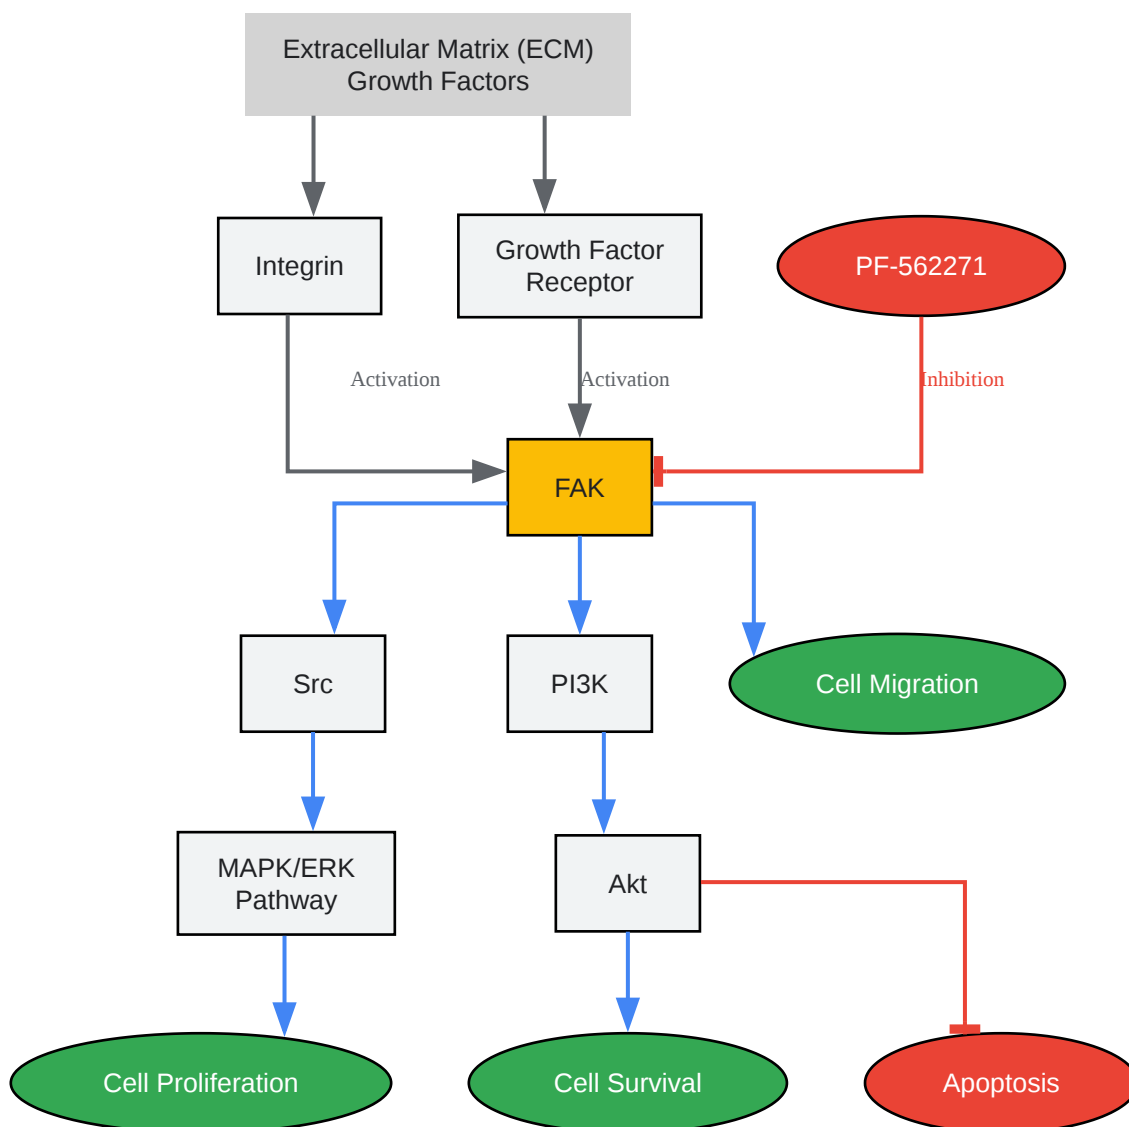 Extracellular Matrix (ECM)
Growth Factors
Integrin
Growth Factor
Receptor
PF-562271
Activation
Activation
Inhibition
FAK
Src
PI3K
Cell Migration
MAPK/ERK
Pathway
Akt
Cell Proliferation
Cell Survival
Apoptosis